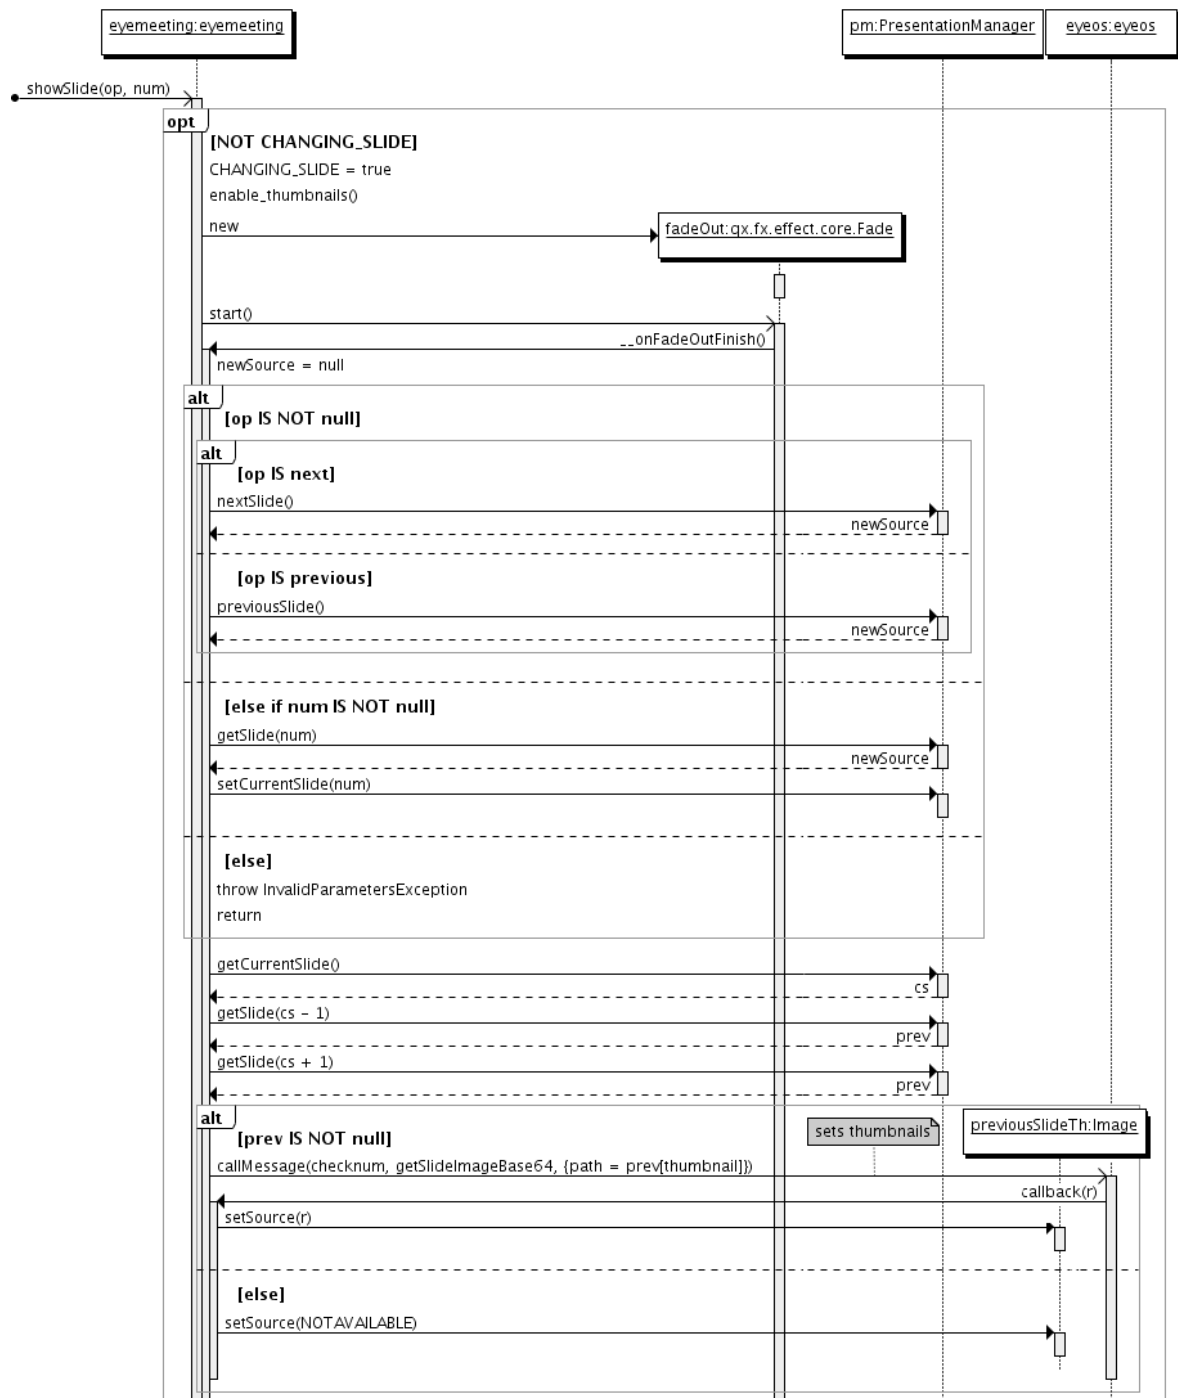 eyemeeting:eyemeeting
pm:PresentationManager
eyeos:eyeos
showSlide(op, num)
opt
[NOT CHANGING_SLIDE]
CHANGING_SLIDE = true
enable_thumbnails()
new
fadeOut:qx.fx.effect.core.Fade
start()
__onFadeOutFinish()
newSource = null
alt
[op IS NOT null]
alt
[op IS next]
nextSlide()
newSource
[op IS previous]
previousSlide()
newSource
[else if num IS NOT null]
getSlide(num)
newSource
setCurrentSlide(num)
[else]
throw InvalidParametersException
return
getCurrentSlide()
cs
getSlide(cs - 1)
prev
getSlide(cs + 1)
prev
alt
[prev IS NOT null]
sets thumbnails
previousSlideTh:Image
callMessage(checknum, getSlideImageBase64, {path = prev[thumbnail]})
callback(r)
setSource(r)
[else]
setSource(NOTAVAILABLE)